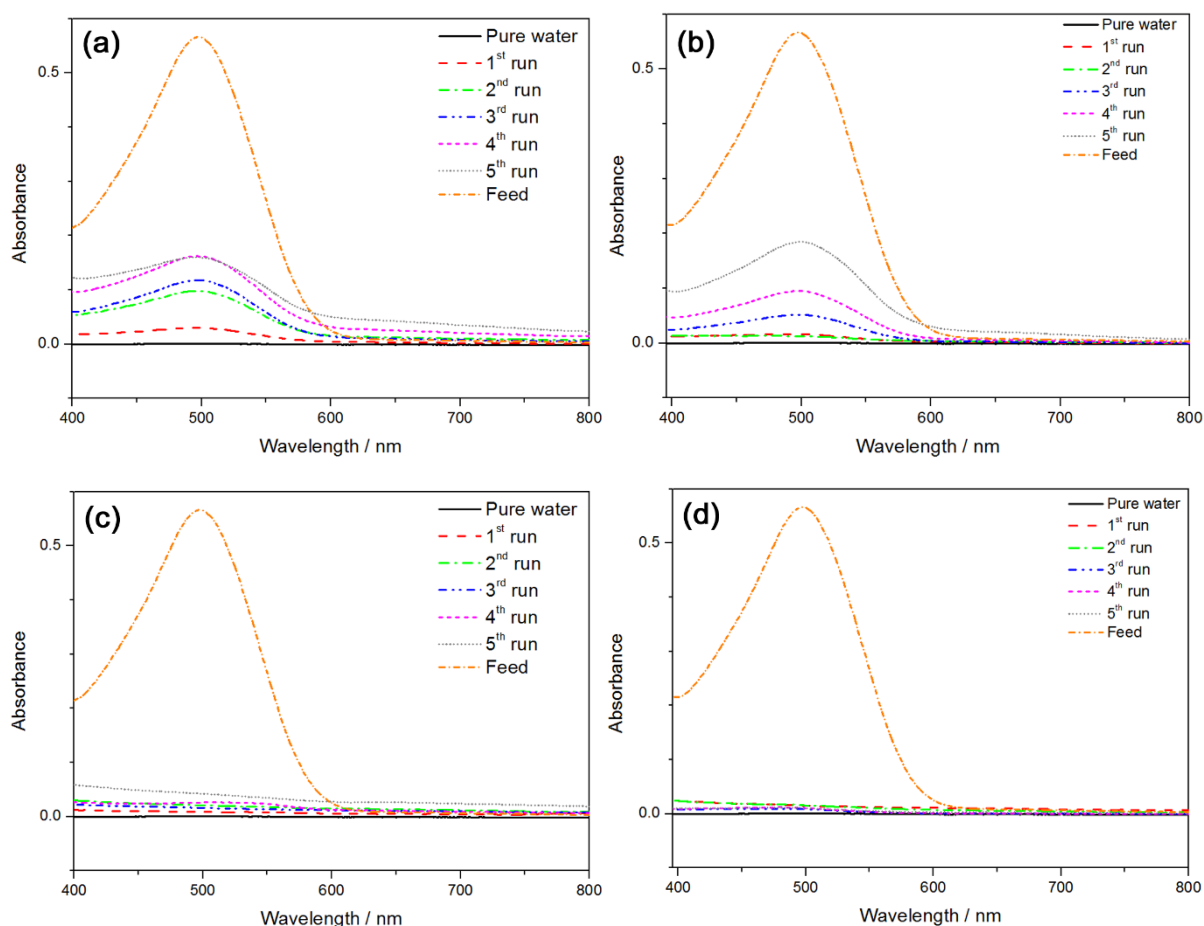 (a)
Pure water
1st run
2nd run
3rd run
4th run
5th run
Feed
0.5
0.0
Absorbance
400 500 600 700 800
Wavelength / nm
(b)
Pure water
1st run
2nd run
3rd run
4th run
5th run
Feed
0.5
0.0
Absorbance
400 500 600 700 800
Wavelength / nm
(c)
Pure water
1st run
2nd run
3rd run
4th run
5th run
Feed
0.5
0.0
Absorbance
400 500 600 700 800
Wavelength / nm
(d)
Pure water
1st run
2nd run
3rd run
4th run
5th run
Feed
0.5
0.0
Absorbance
400 500 600 700 800
Wavelength / nm